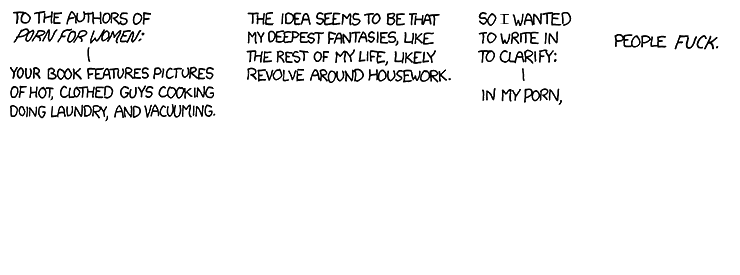 TO THE AUTHORS OF
PORN FOR WOMEN:
YOUR BOOK FEATURES PICTURES
OF HOT, CLOTHED GUYS COOKING
DOING LAUNDRY, AND VACUUMING.
THE IDEA SEEMS TO BE THAT
MY DEEPEST FANTASIES, LIKE
THE REST OF MY LIFE, LIKELY
REVOLVE AROUND HOUSEWORK.
SO I WANTED
TO WRITE IN
TO CLARIFY:
IN MY PORN,
PEOPLE FUCK.